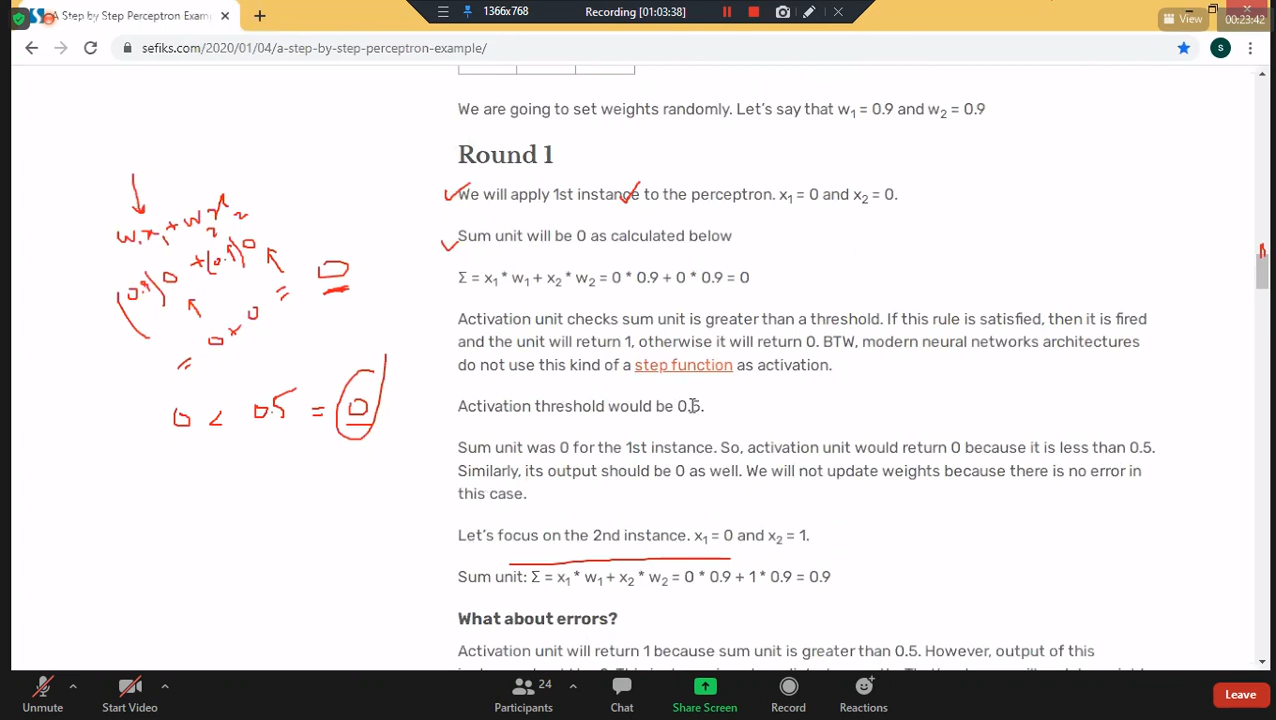 A Step by Step Perceptron Examp
1366x768
Recording [01:03:38]
View
00:23:42
sefiks.com/2020/01/04/a-step-by-step-perceptron-example/
S
We are going to set weights randomly. Let's say that w1 = 0.9 and w2 = 0.9
Round 1
We will apply 1st instance to the perceptron. x1 = 0 and x2 = 0.
Sum unit will be 0 as calculated below
Σ = x1 * w1 + x2 * w2 = 0 * 0.9 + 0 * 0.9 = 0
Activation unit checks sum unit is greater than a threshold. If this rule is satisfied, then it is fired
and the unit will return 1, otherwise it will return 0. BTW, modern neural networks architectures
do not use this kind of a step function as activation.
Activation threshold would be 0.5.
Sum unit was 0 for the 1st instance. So, activation unit would return 0 because it is less than 0.5.
Similarly, its output should be 0 as well. We will not update weights because there is no error in
this case.
Let's focus on the 2nd instance. x1 = 0 and x2 = 1.
Sum unit: Σ = x1 * w1 + x2 * w2 = 0 * 0.9 + 1 * 0.9 = 0.9
What about errors?
Activation unit will return 1 because sum unit is greater than 0.5. However, output of this
w1x1 + w2x2
(0.9)0 + (0.9)0
= 0 + 0 = 0
0 < 0.5 = 0
Unmute
Start Video
24
Participants
Chat
Share Screen
Record
Reactions
Leave